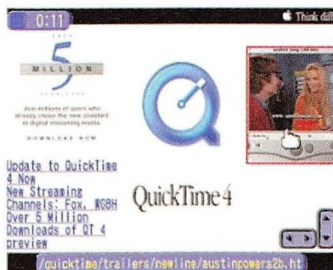 0:11
Think dif
OVER
5
MILLION
Join millions of users who
already chose the new standard
in digital streaming media.
DOWNLOAD NOW
Update to QuickTime
4 Now
New Streaming
Channels: Fox, WGBH
Over 5 Million
Downloads of QT 4
preview
QuickTime 4
/quicktime/trailers/newline/austinpowers2b.ht